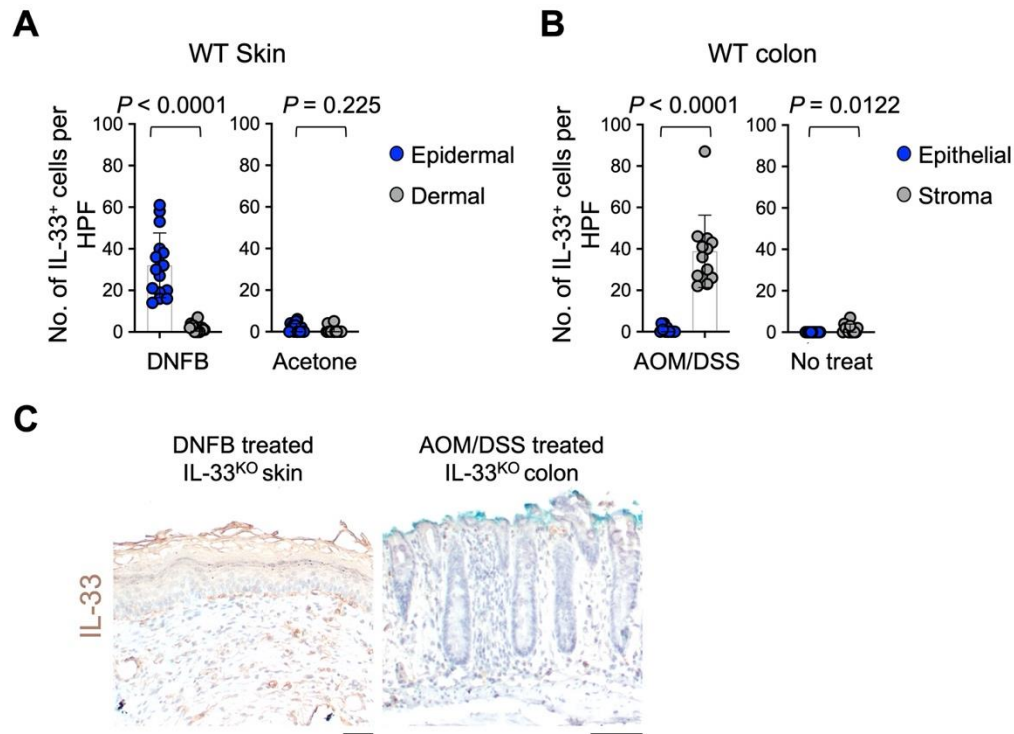 A
WT Skin
P < 0.0001
P = 0.225
No. of IL-33⁺ cells per
HPF
100
80
60
40
20
0
DNFB
100
80
60
40
20
0
Acetone
Epidermal
Dermal
B
WT colon
P < 0.0001
P = 0.0122
No. of IL-33⁺ cells per
HPF
100
80
60
40
20
0
AOM/DSS
100
80
60
40
20
0
No treat
Epithelial
Stroma
C
DNFB treated
IL-33ᴷᴼ skin
AOM/DSS treated
IL-33ᴷᴼ colon
IL-33